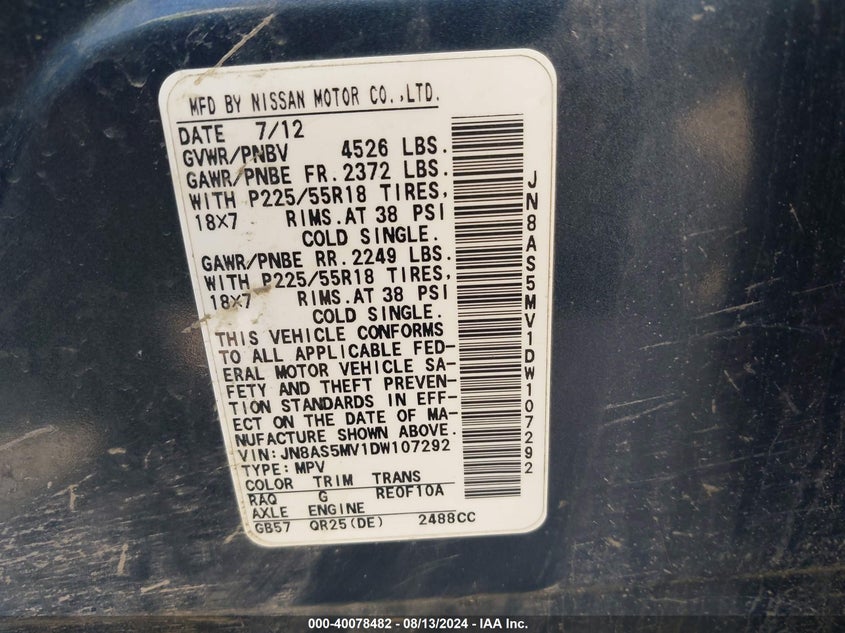 MFD BY NISSAN MOTOR CO.,LTD.
DATE 7/12
GVWR/PNBV 4526 LBS.
GAWR/PNBE FR.2372 LBS.
WITH P225/55R18 TIRES,
18X7 RIMS.AT 38 PSI
COLD SINGLE.
GAWR/PNBE RR.2249 LBS.
WITH P225/55R18 TIRES,
18X7 RIMS.AT 38 PSI
COLD SINGLE.
THIS VEHICLE CONFORMS
TO ALL APPLICABLE FED-
ERAL MOTOR VEHICLE SA-
FETY AND THEFT PREVEN-
TION STANDARDS IN EFF-
ECT ON THE DATE OF MA-
NUFACTURE SHOWN ABOVE.
VIN:JN8AS5MV1DW107292
TYPE:MPV
COLOR TRIM TRANS
RAQ G RE0F10A
AXLE ENGINE
GB57 QR25(DE) 2488CC
JN8AS5MV1DW107292
000-40078482 - 08/13/2024 - IAA Inc.